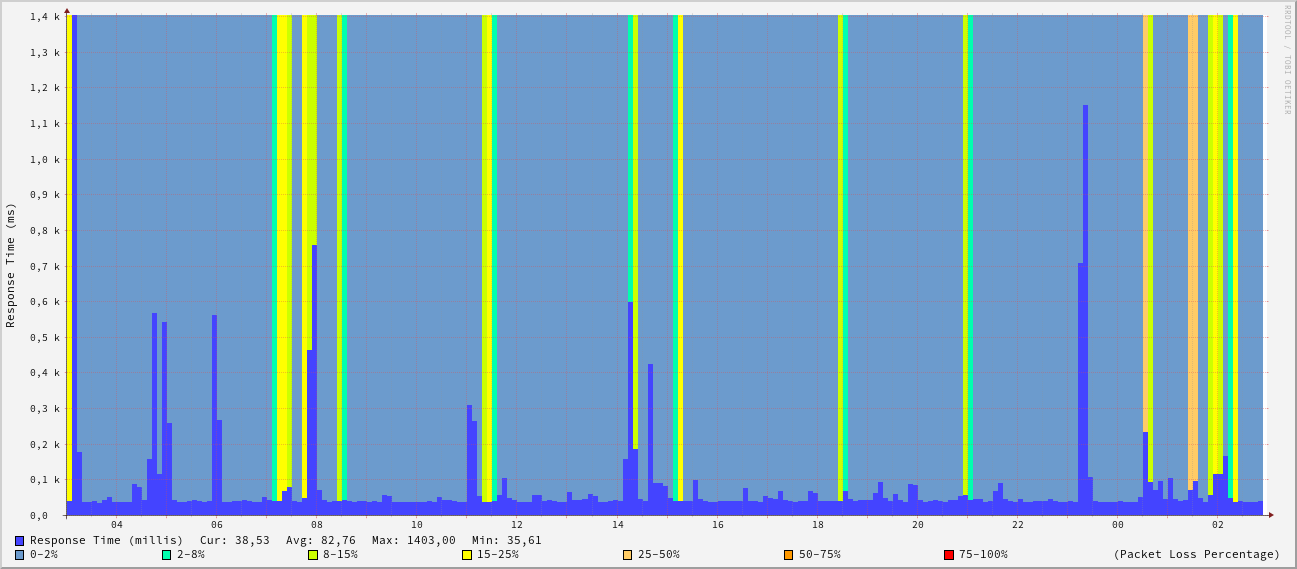 RRDTOOL / TOBI OETIKER
Response Time (ms)
1,4 k
1,3 k
1,2 k
1,1 k
1,0 k
0,9 k
0,8 k
0,7 k
0,6 k
0,5 k
0,4 k
0,3 k
0,2 k
0,1 k
0,0
04 06 08 10 12 14 16 18 20 22 00 02
Response Time (millis) Cur: 38,53 Avg: 82,76 Max: 1403,00 Min: 35,61
0-2% 2-8% 8-15% 15-25% 25-50% 50-75% 75-100% (Packet Loss Percentage)